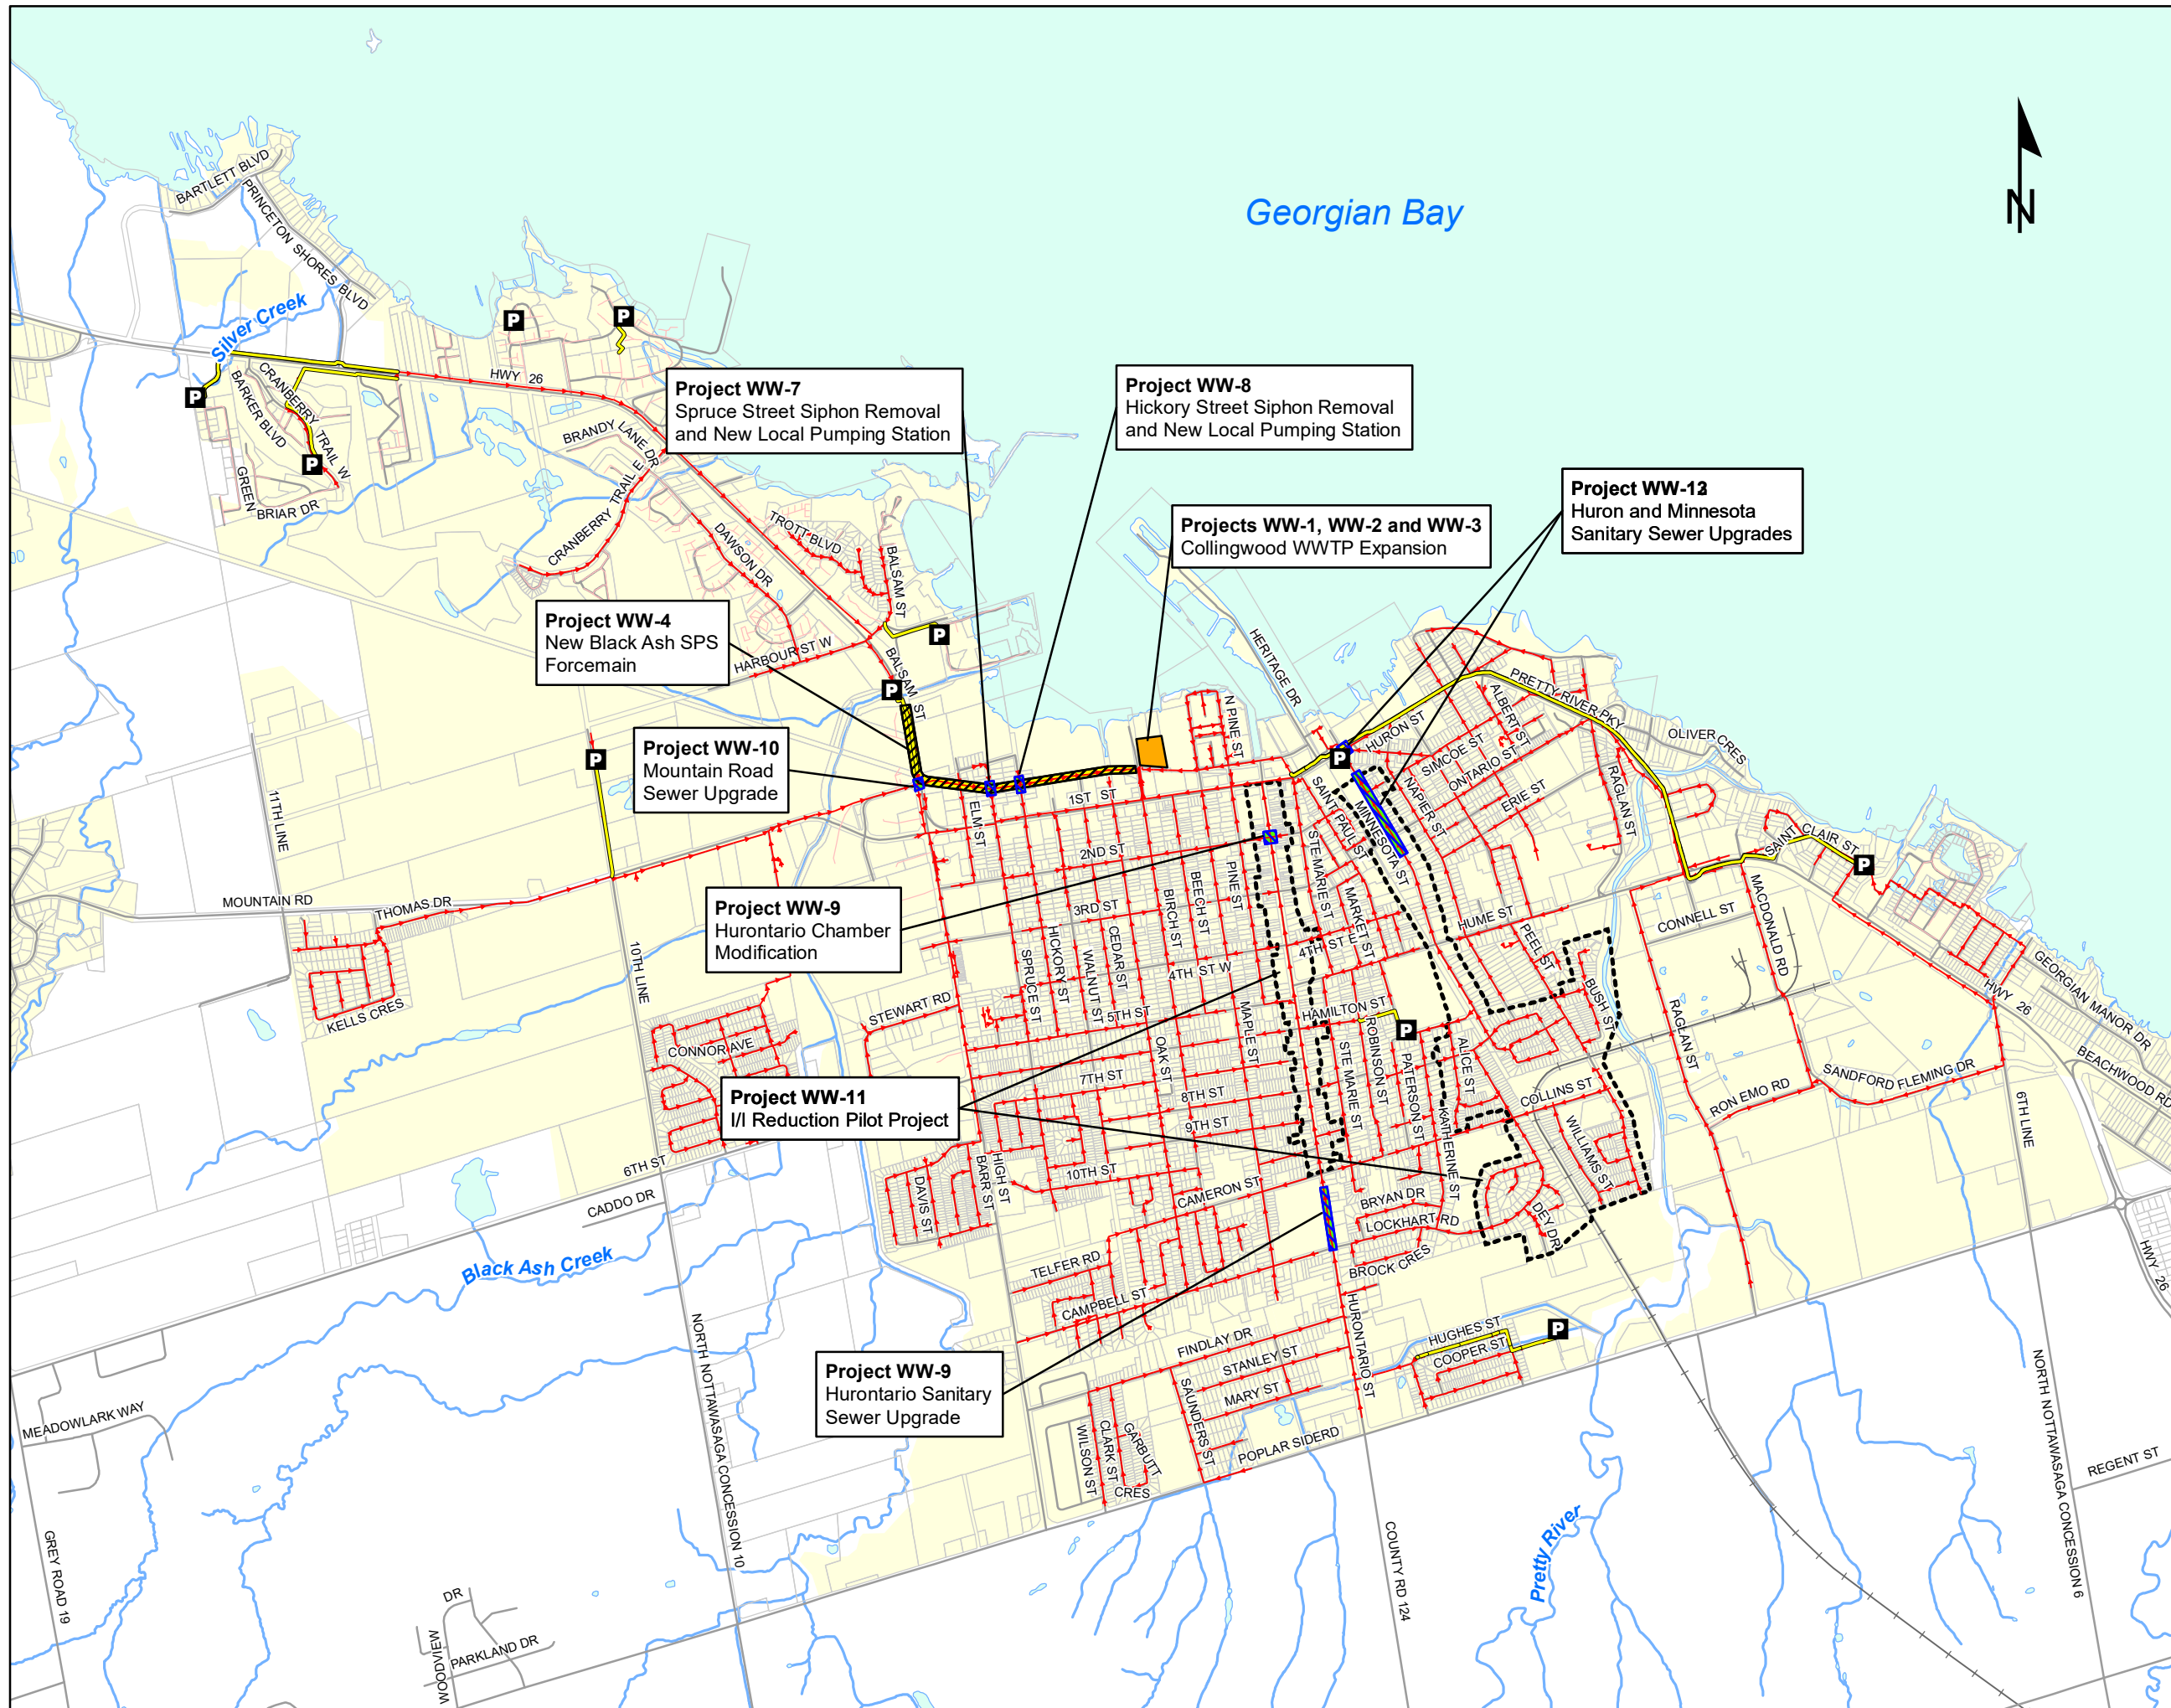 BARTLETT BLVD
PRINCETON SHORES BLVD
Georgian Bay
N
Silver Creek
P
P
P
P
HWY 26
CRANBERRY TRAIL W
BARKER BLVD
GREEN
BRIAR DR
BRANDY LANE DR
CRANBERRY TRAIL E
Project WW-7
Spruce Street Siphon Removal
and New Local Pumping Station
Project WW-8
Hickory Street Siphon Removal
and New Local Pumping Station
Huron and Minnesota
Sanitary Sewer Upgrades
Projects WW-1, WW-2 and WW-3
Collingwood WWTP Expansion
TROTT BLVD
DAWSON DR
BALSAM ST
HARBOUR ST W
P
BALSAM ST
P
Project WW-4
New Black Ash SPS
Forcemain
Project WW-10
Mountain Road
Sewer Upgrade
P
HERITAGE DR
N PINE ST
HURON ST
P
PRETTY RIVER PKY
ALBERT ST
SIMCOE ST
ONTARIO ST
ERIE ST
NAPIER ST
RAGLAN ST
OLIVER CRES
SAINT CLAIR ST
P
11TH LINE
MOUNTAIN RD
THOMAS DR
KELLS CRES
10TH LINE
ELM ST
1ST ST
2ND ST
3RD ST
4TH ST W
4TH ST E
5TH ST
Project WW-9
Hurontario Chamber
Modification
SAINT PAUL ST
MINNESOTA ST
STE MARIE ST
MARKET ST
PINE ST
BEECH ST
BIRCH ST
CEDAR ST
WALNUT ST
HICKORY ST
SPRUCE ST
HUME ST
PEEL ST
BUSH ST
CONNELL ST
MACDONALD RD
RAGLAN ST
GEORGIAN MANOR DR
HWY 26
BEACHWOOD RD
STEWART RD
CONNOR AVE
HAMILTON ST
P
MAPLE ST
OAK ST
7TH ST
8TH ST
9TH ST
10TH ST
STE MARIE ST
ROBINSON ST
PATERSON ST
ALICE ST
KATHERINE ST
COLLINS ST
WILLIAMS ST
RON EMO RD
SANDFORD FLEMING DR
6TH LINE
Project WW-11
I/I Reduction Pilot Project
6TH ST
CADDO DR
DAVIS ST
BARR ST
HIGH ST
CAMERON ST
BRYAN DR
LOCKHART RD
BROCK CRES
DEY DR
Black Ash Creek
TELFER RD
CAMPBELL ST
FINDLAY DR
STANLEY ST
MARY ST
SAUNDERS ST
HURONTARIO ST
HUGHES ST
COOPER ST
P
HWY 26
Project WW-9
Hurontario Sanitary
Sewer Upgrade
WILSON ST
CLARK ST
GARBUTT
CRES
POPLAR SIDERD
MEADOWLARK WAY
GREY ROAD 19
NORTH NOTTAWASAGA CONCESSION 10
NORTH NOTTAWASAGA CONCESSION 6
REGENT ST
COUNTY RD 124
Pretty River
WOODVIEW
DR
PARKLAND DR